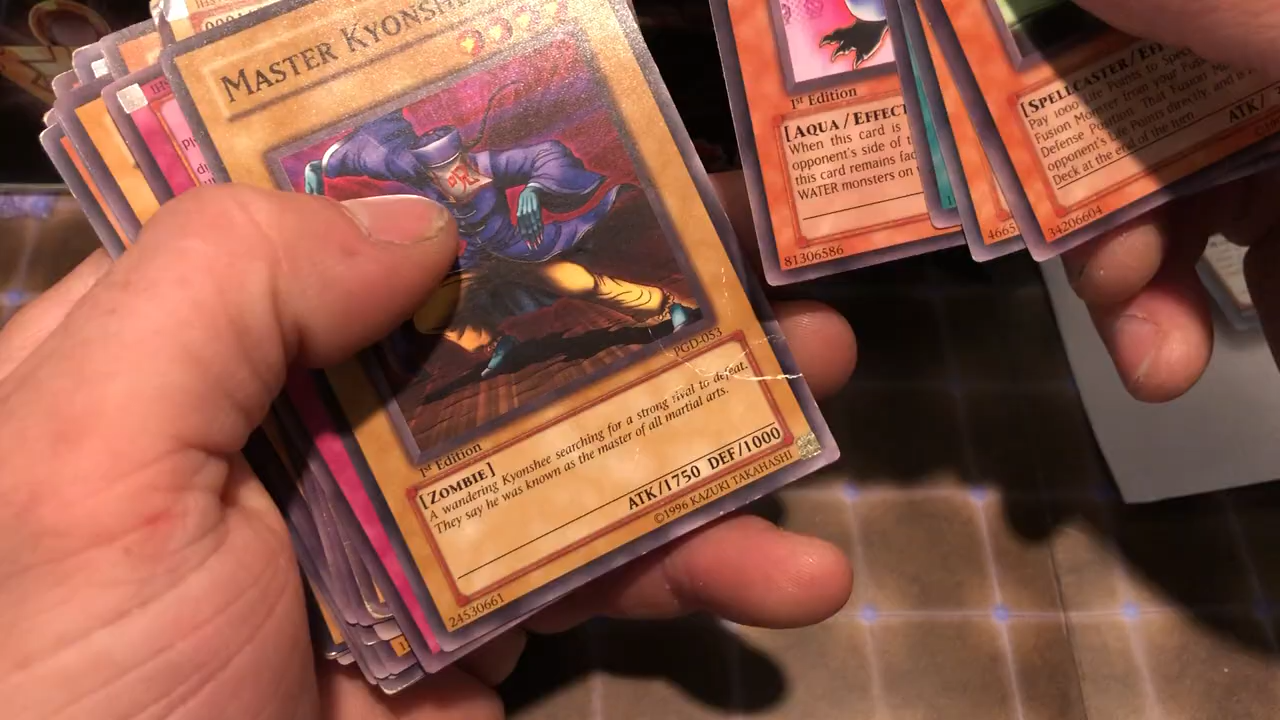 MASTER KYONSHE
呪
PGD-053
1st Edition
[ZOMBIE]
A wandering Kyonshee searching for a strong rival to defeat.
They say he was known as the master of all martial arts.
ATK/1750 DEF/1000
24530661
©1996 KAZUKI TAKAHASHI
1st Edition
[AQUA/EFFECT
When this card is
opponent's side of
this card remains fac
WATER monsters on
81306586
4665
[SPELLCASTER/EFF
Pay 1000 Life Points to Spec
Fusion Monster from your Fus
Defense Position. That Fusion M
opponent's Life Points directly, and is
Deck at the end of the turn
ATK/
34206604